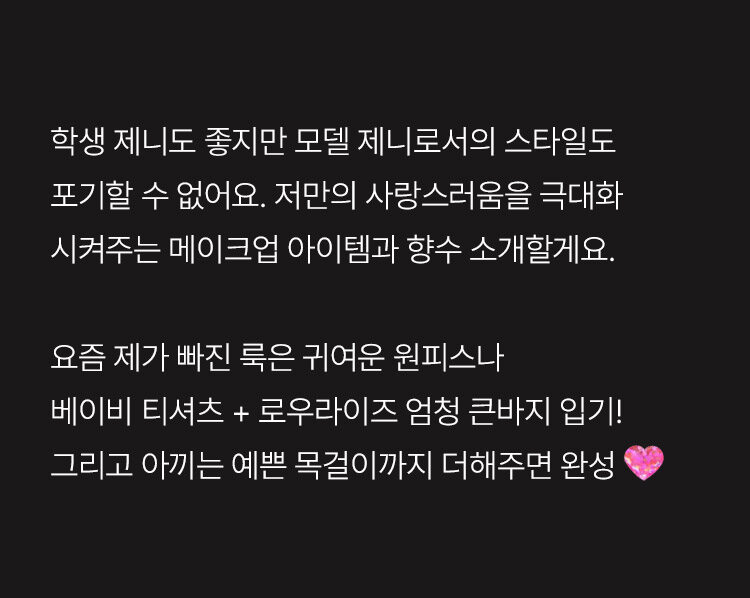 학생 제니도 좋지만 모델 제니로서의 스타일도
포기할 수 없어요. 저만의 사랑스러움을 극대화
시켜주는 메이크업 아이템과 향수 소개할게요.
요즘 제가 빠진 룩은 귀여운 원피스나
베이비 티셔츠 + 로우라이즈 엄청 큰바지 입기!
그리고 아끼는 예쁜 목걸이까지 더해주면 완성